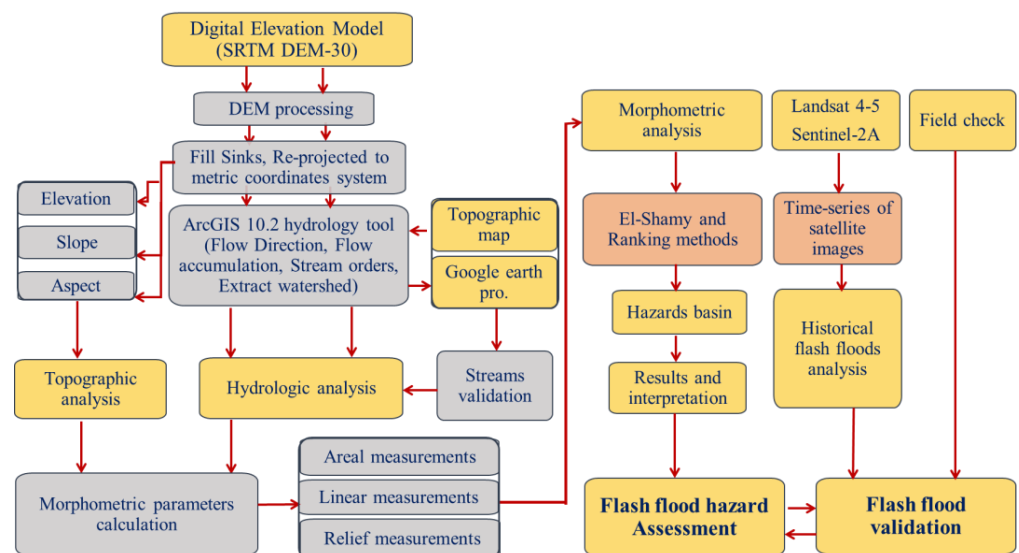 Digital Elevation Model
(SRTM DEM-30)
DEM processing
Fill Sinks, Re-projected to
metric coordinates system
Elevation
Slope
Aspect
ArcGIS 10.2 hydrology tool
(Flow Direction, Flow
accumulation, Stream orders,
Extract watershed)
Topographic
map
Google earth
pro.
Topographic
analysis
Hydrologic analysis
Streams
validation
Morphometric parameters
calculation
Areal measurements
Linear measurements
Relief measurements
Morphometric
analysis
El-Shamy and
Ranking methods
Hazards basin
Results and
interpretation
Flash flood hazard
Assessment
Landsat 4-5
Sentinel-2A
Time-series of
satellite
images
Historical
flash floods
analysis
Field check
Flash flood
validation